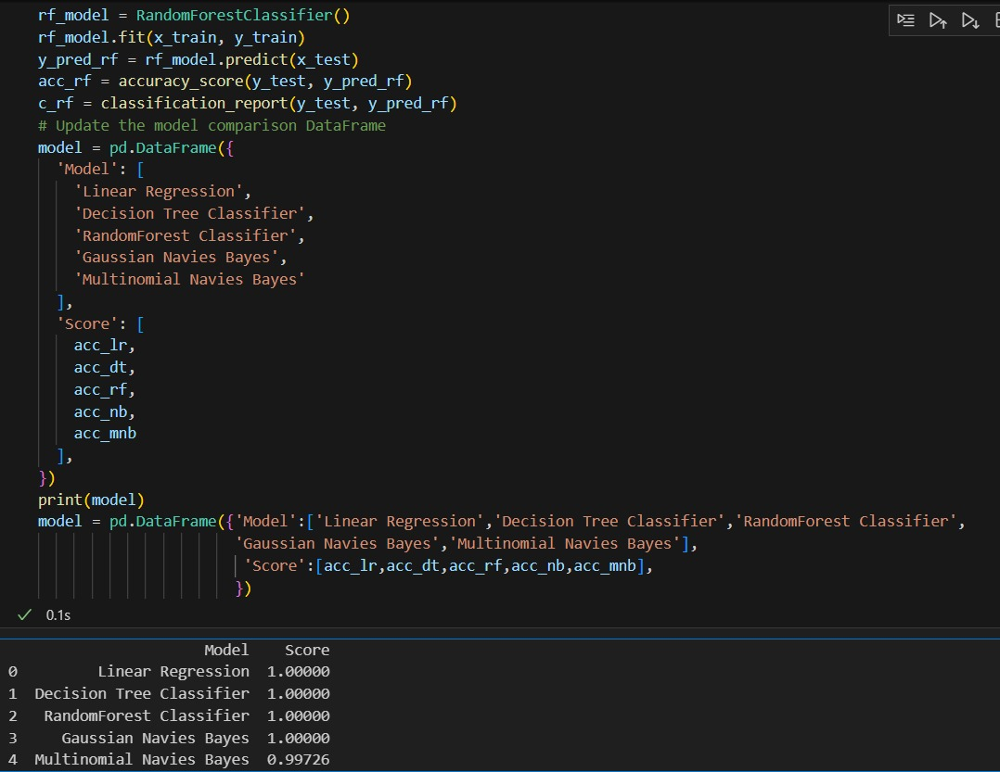 rf_model = RandomForestClassifier()
rf_model.fit(x_train, y_train)
y_pred_rf = rf_model.predict(x_test)
acc_rf = accuracy_score(y_test, y_pred_rf)
c_rf = classification_report(y_test, y_pred_rf)
# Update the model comparison DataFrame
model = pd.DataFrame({
'Model': [
'Linear Regression',
'Decision Tree Classifier',
'RandomForest Classifier',
'Gaussian Navies Bayes',
'Multinomial Navies Bayes'
],
'Score': [
acc_lr,
acc_dt,
acc_rf,
acc_nb,
acc_mnb
],
})
print(model)
model = pd.DataFrame({'Model':['Linear Regression','Decision Tree Classifier','RandomForest Classifier',
'Gaussian Navies Bayes','Multinomial Navies Bayes'],
'Score':[acc_lr,acc_dt,acc_rf,acc_nb,acc_mnb],
})
0.1s
Model Score
0 Linear Regression 1.00000
1 Decision Tree Classifier 1.00000
2 RandomForest Classifier 1.00000
3 Gaussian Navies Bayes 1.00000
4 Multinomial Navies Bayes 0.99726